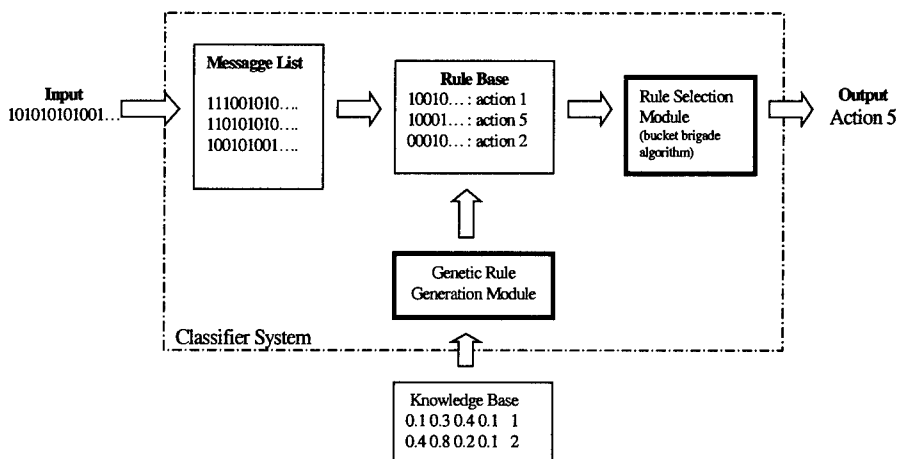 Input
101010101001...
Messagge List
111001010....
110101010....
100101001....
Rule Base
10010... : action 1
10001... : action 5
00010... : action 2
Rule Selection
Module
(bucket brigade
algorithm)
Output
Action 5
Genetic Rule
Generation Module
Classifier System
Knowledge Base
0.1 0.3 0.4 0.1 1
0.4 0.8 0.2 0.1 2